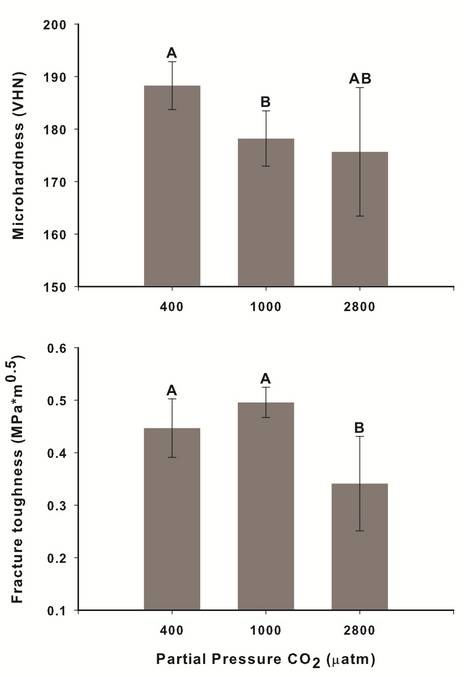 Microhardness (VHN)
200
190
180
170
160
150
A
B
AB
400
1000
2800
Fracture toughness (MPa*m0.5)
0.6
0.5
0.4
0.3
0.2
0.1
A
A
B
400
1000
2800
Partial Pressure CO2 (µatm)